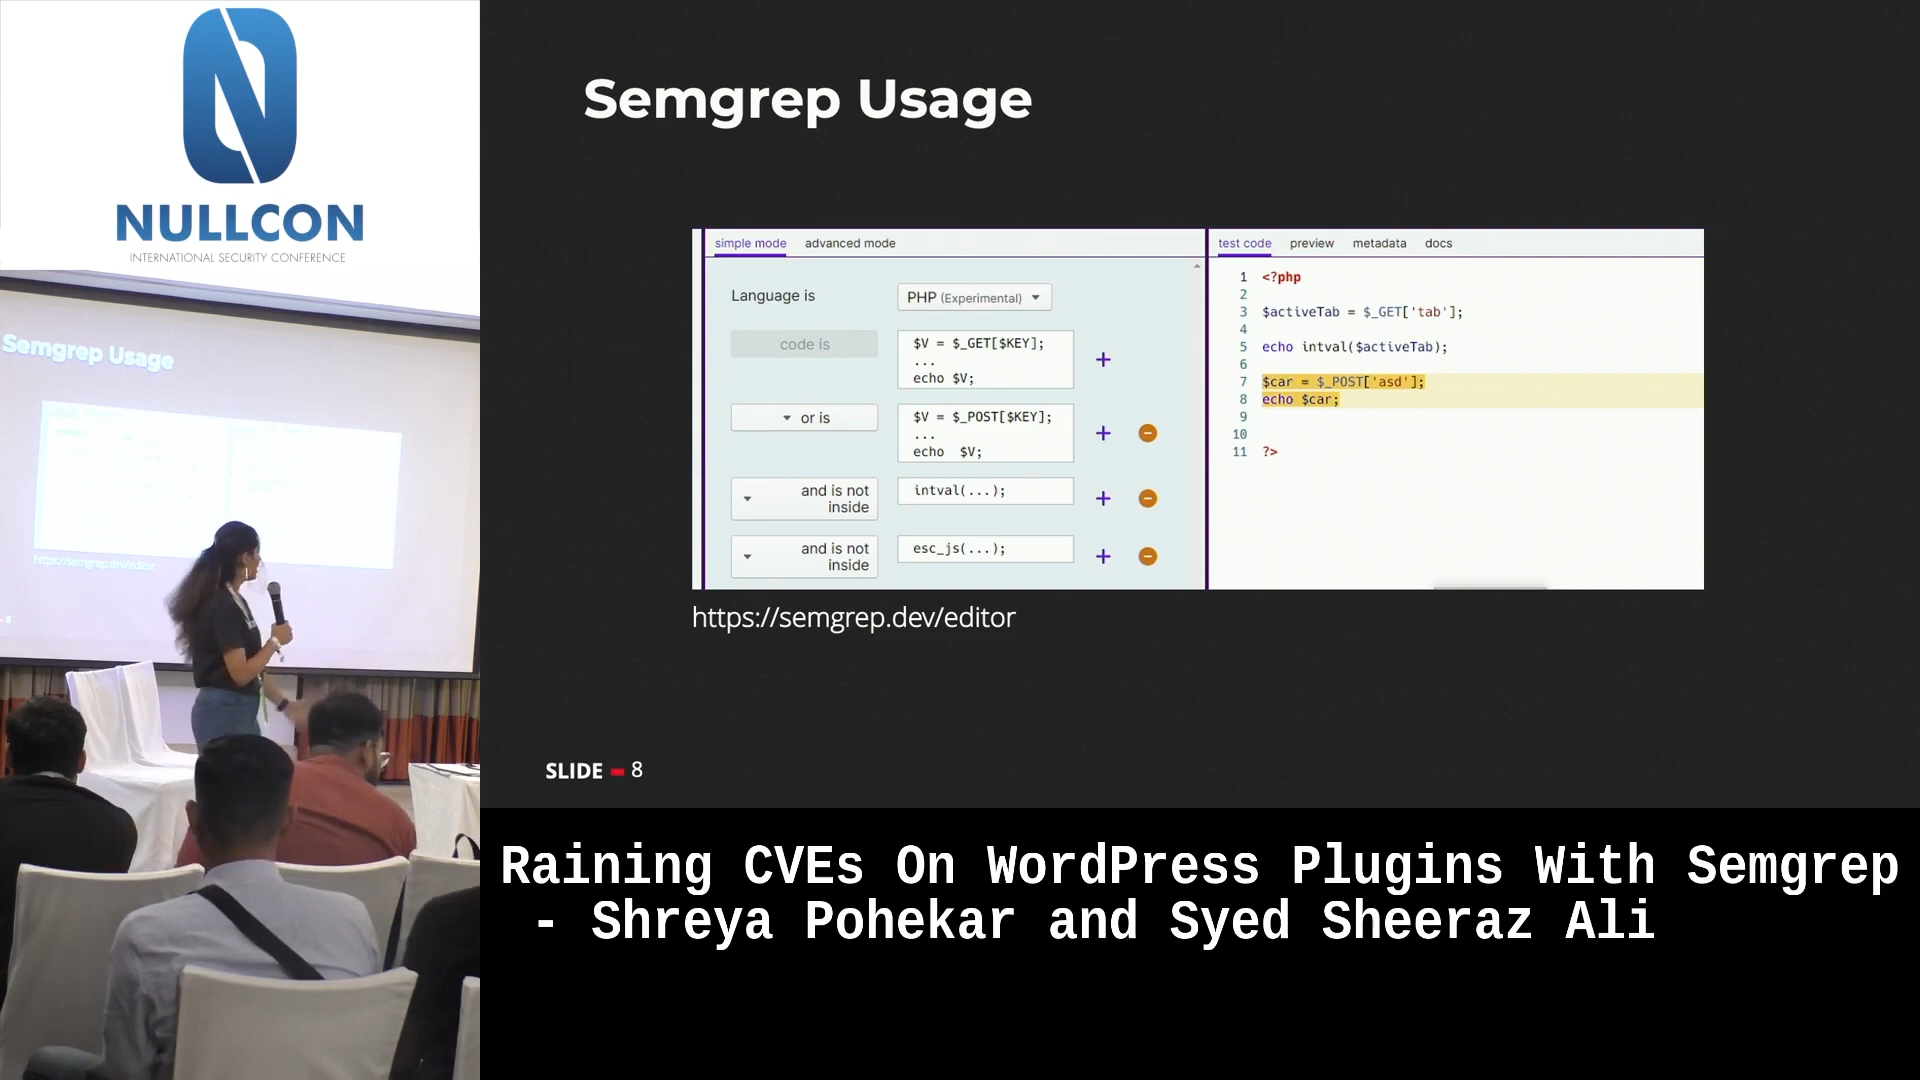 NULLCON
INTERNATIONAL SECURITY CONFERENCE
Semgrep Usage
https://semgrep.dev/editor
Semgrep Usage
simple mode advanced mode
Language is PHP (Experimental)
code is
$V = $_GET[$KEY];
...
echo $V;
or is
$V = $_POST[$KEY];
...
echo  $V;
and is not
inside
intval(...);
and is not
inside
esc_js(...);
test code preview metadata docs
1 <?php
2
3 $activeTab = $_GET['tab'];
4
5 echo intval($activeTab);
6
7 $car = $_POST['asd'];
8 echo $car;
9
10
11 ?>
https://semgrep.dev/editor
SLIDE - 8
Raining CVEs On WordPress Plugins With Semgrep
- Shreya Pohekar and Syed Sheeraz Ali